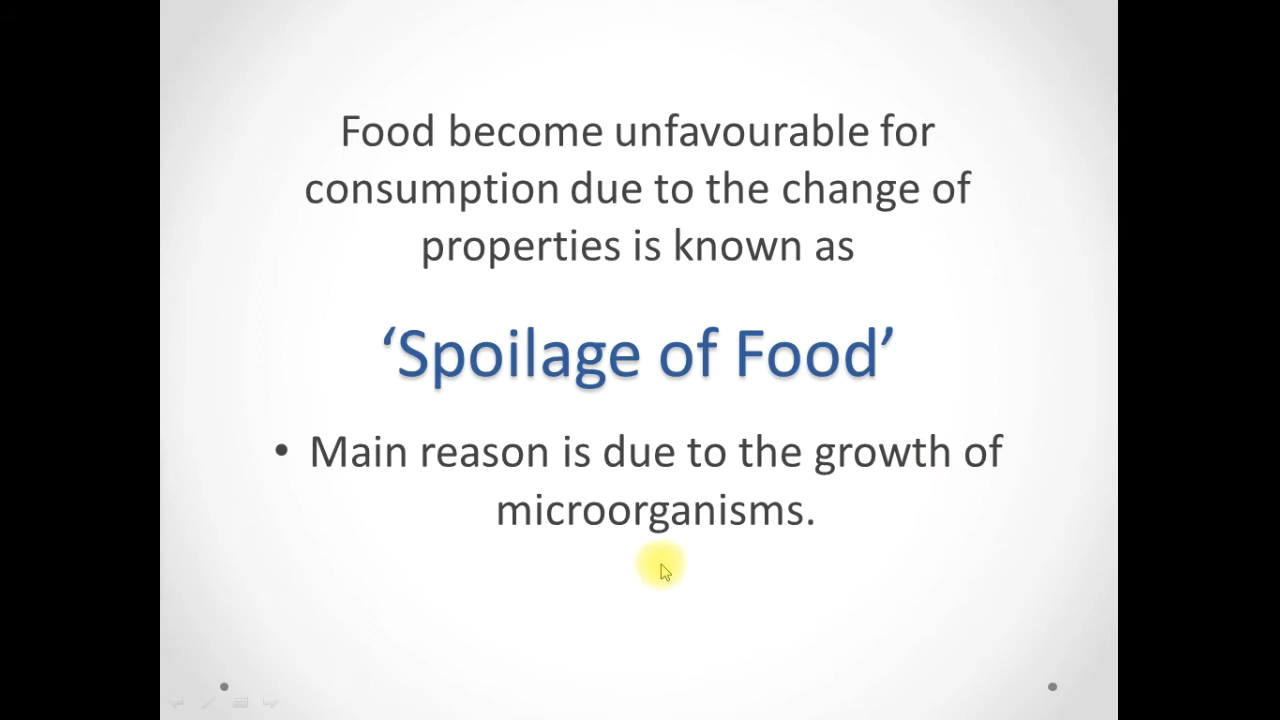 Food become unfavourable for
consumption due to the change of
properties is known as
‘Spoilage of Food’
• Main reason is due to the growth of
microorganisms.